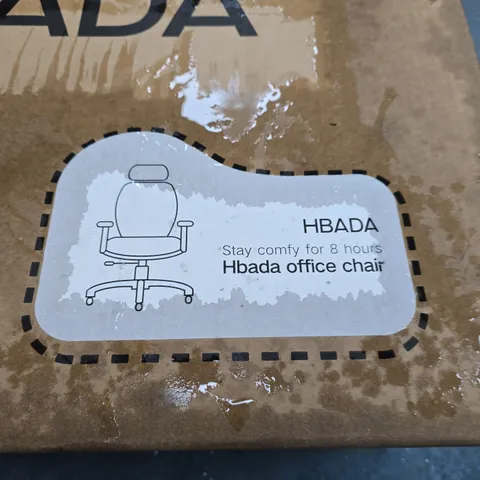 ADA
HBADA
Stay comfy for 8 hours
Hbada office chair